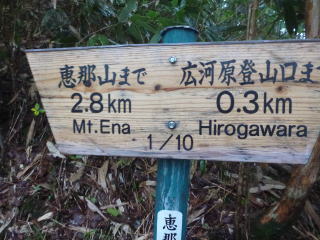 恵那山まで 広河原登山口ま
2.8km 0.3km
Mt.Ena Hirogawara
1/10
恵
那